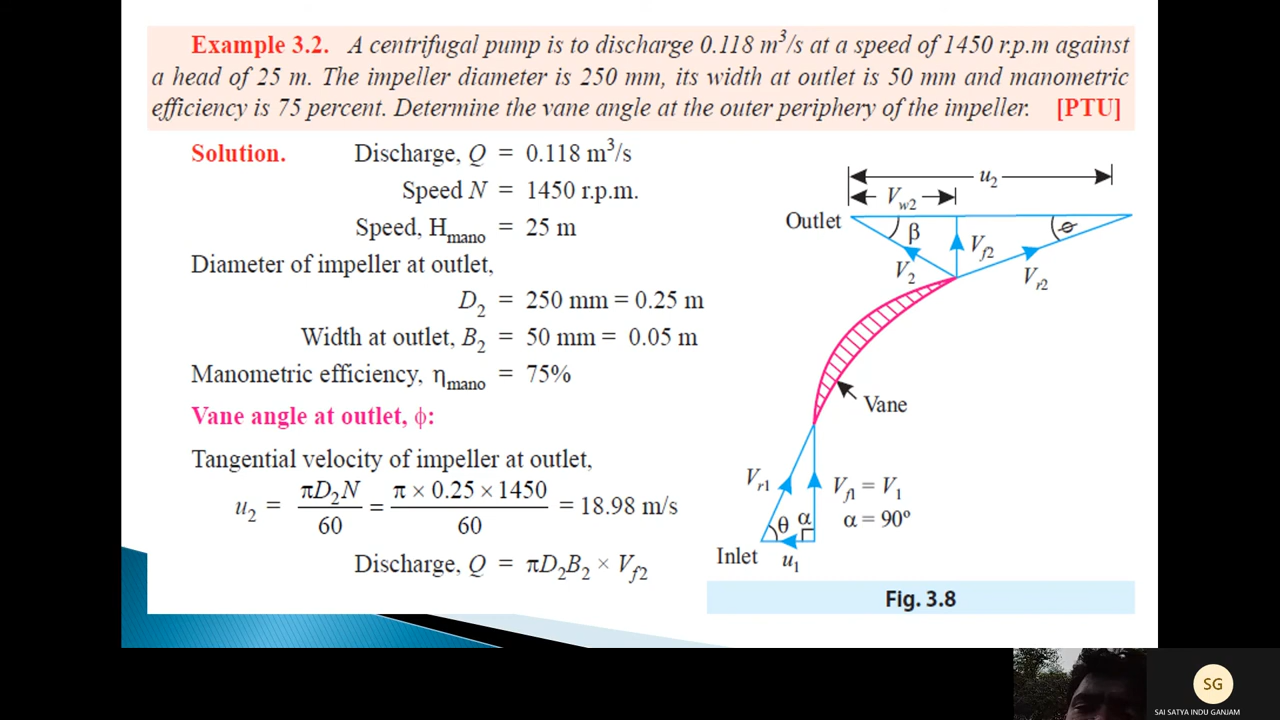 Example 3.2. A centrifugal pump is to discharge 0.118 m³/s at a speed of 1450 r.p.m against
a head of 25 m. The impeller diameter is 250 mm, its width at outlet is 50 mm and manometric
efficiency is 75 percent. Determine the vane angle at the outer periphery of the impeller. [PTU]
Solution. Discharge, Q = 0.118 m³/s
Speed N = 1450 r.p.m.
Speed, Hmano = 25 m
Diameter of impeller at outlet,
D₂ = 250 mm = 0.25 m
Width at outlet, B₂ = 50 mm = 0.05 m
Manometric efficiency, ηmano = 75%
Vane angle at outlet, ϕ:
Tangential velocity of impeller at outlet,
u₂ = πD₂N/60 = π × 0.25 × 1450/60 = 18.98 m/s
Discharge, Q = πD₂B₂ × Vf2
u₂
Vw2
Outlet
β
Vf2
ϕ
V₂
Vr2
Vane
Vr1
Vf1 = V₁
θ α
α = 90º
Inlet u₁
Fig. 3.8
SG
SAI SATYA INDU GANJAM